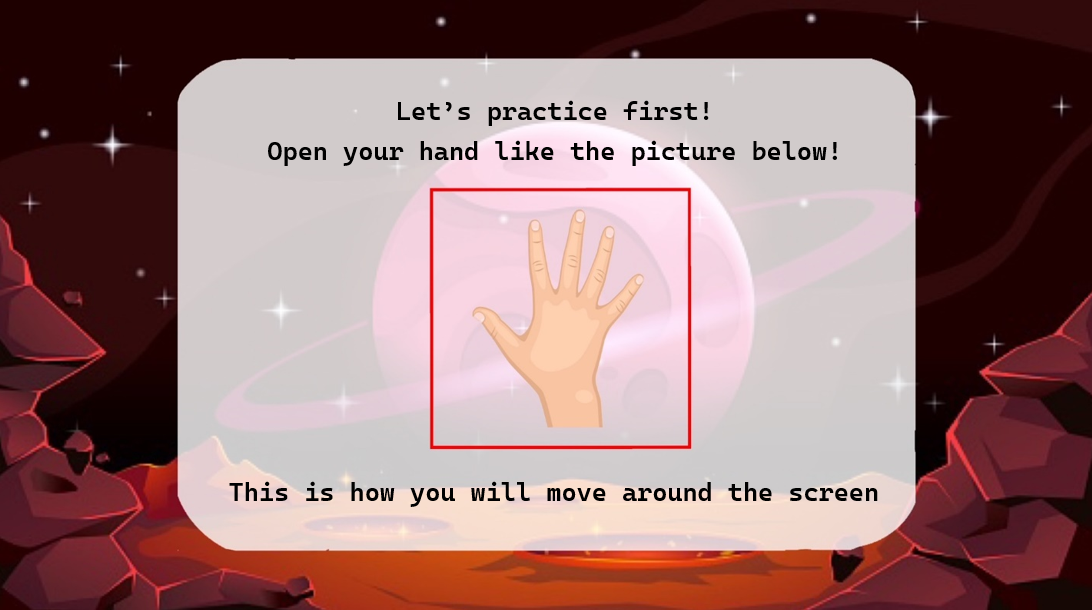 Let’s practice first!
Open your hand like the picture below!
This is how you will move around the screen